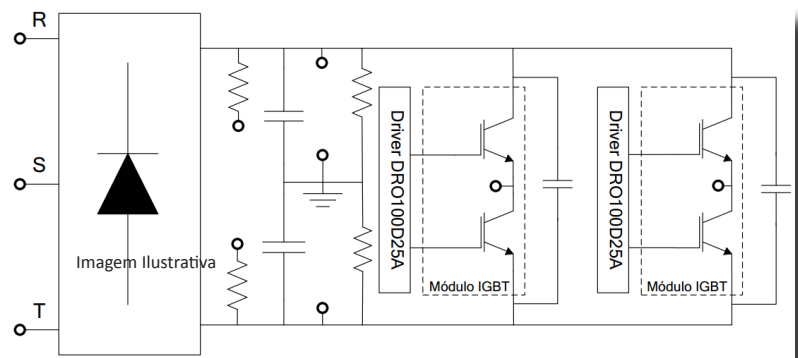 R
S
T
Imagem Ilustrativa
Driver DRO100D25A
Módulo IGBT
Driver DRO100D25A
Módulo IGBT